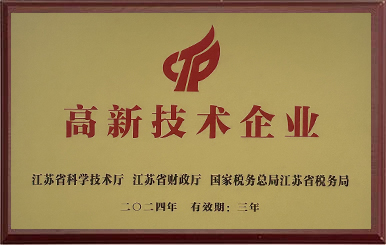 高新技术企业
江苏省科学技术厅 江苏省财政厅 国家税务总局江苏省税务局
二〇二四年 有效期：三年